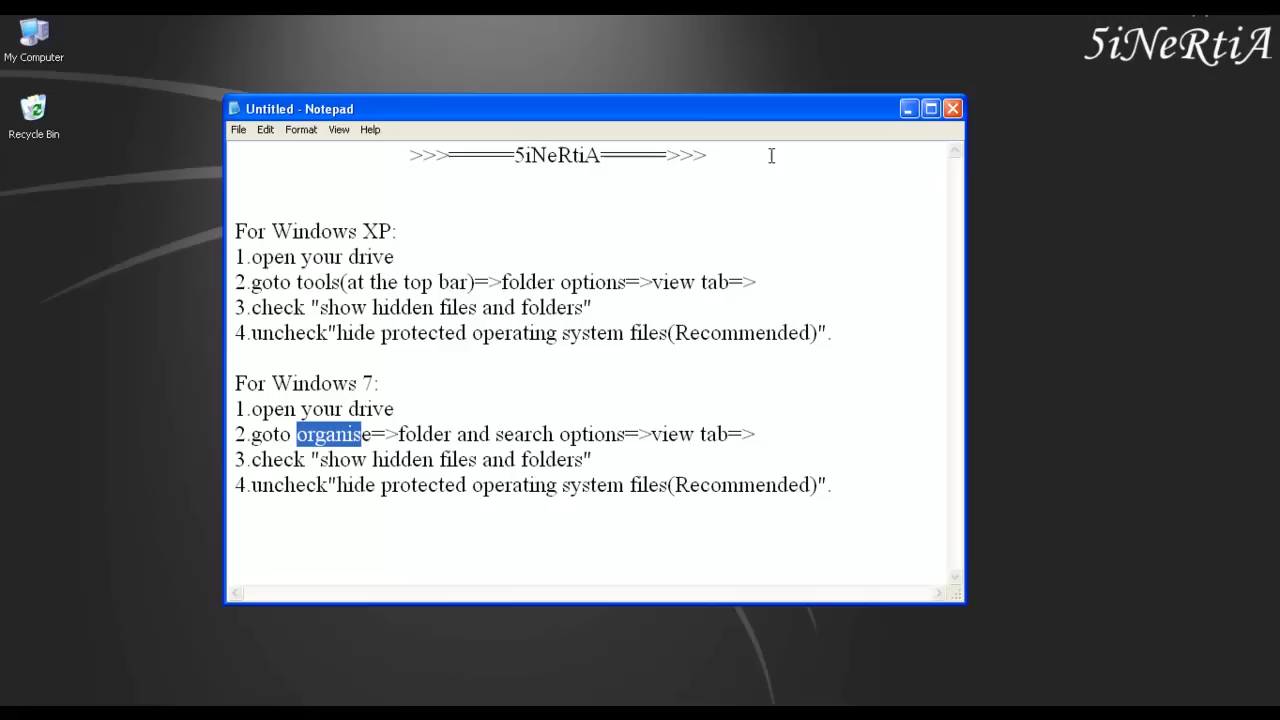 5iNeRtiA
My Computer
Recycle Bin
Untitled - Notepad
File Edit Format View Help
>>>======5iNeRtiA======>>>
For Windows XP:
1.open your drive
2.goto tools(at the top bar)=>folder options=>view tab=>
3.check "show hidden files and folders"
4.uncheck"hide protected operating system files(Recommended)".
For Windows 7:
1.open your drive
2.goto organise=>folder and search options=>view tab=>
3.check "show hidden files and folders"
4.uncheck"hide protected operating system files(Recommended)".